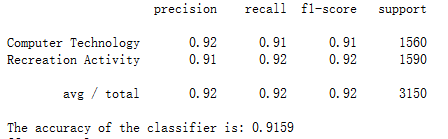 precision recall f1-score support
Computer Technology 0.92 0.91 0.91 1560
Recreation Activity 0.91 0.92 0.92 1590
avg / total 0.92 0.92 0.92 3150
The accuracy of the classifier is: 0.9159